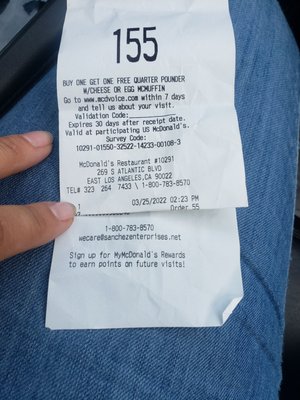 155
BUY ONE GET ONE FREE QUARTER POUNDER
W/CHEESE OR EGG MCMUFFIN
Go to www.mcdvoice.com within 7 days
and tell us about your visit.
Validation Code:
Expires 30 days after receipt date.
Valid at participating US McDonald's.
Survey Code:
10291-01550-32522-14233-00108-3
McDonald's Restaurant #10291
269 S ATLANTIC BLVD
EAST LOS ANGELES,CA 90022
TEL# 323 264 7433 \ 1-800-783-8570
1 03/25/2022 02:23 PM
Order 55
1-800-783-8570
wecare@sanchezenterprises.net
Sign up for MyMcDonald's Rewards
to earn points on future visits!